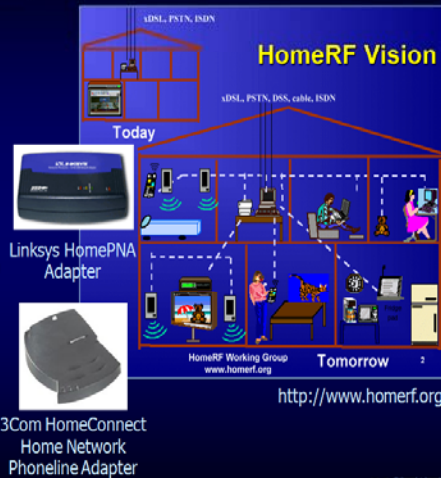 xDSL, PSTN, ISDN
HomeRF Vision
xDSL, PSTN, DSS, cable, ISDN
Today
LINKSYS
Linksys HomePNA
Adapter
HomeRF Working Group
www.homerf.org
Tomorrow
2
http://www.homerf.org
3Com HomeConnect
Home Network
Phoneline Adapter